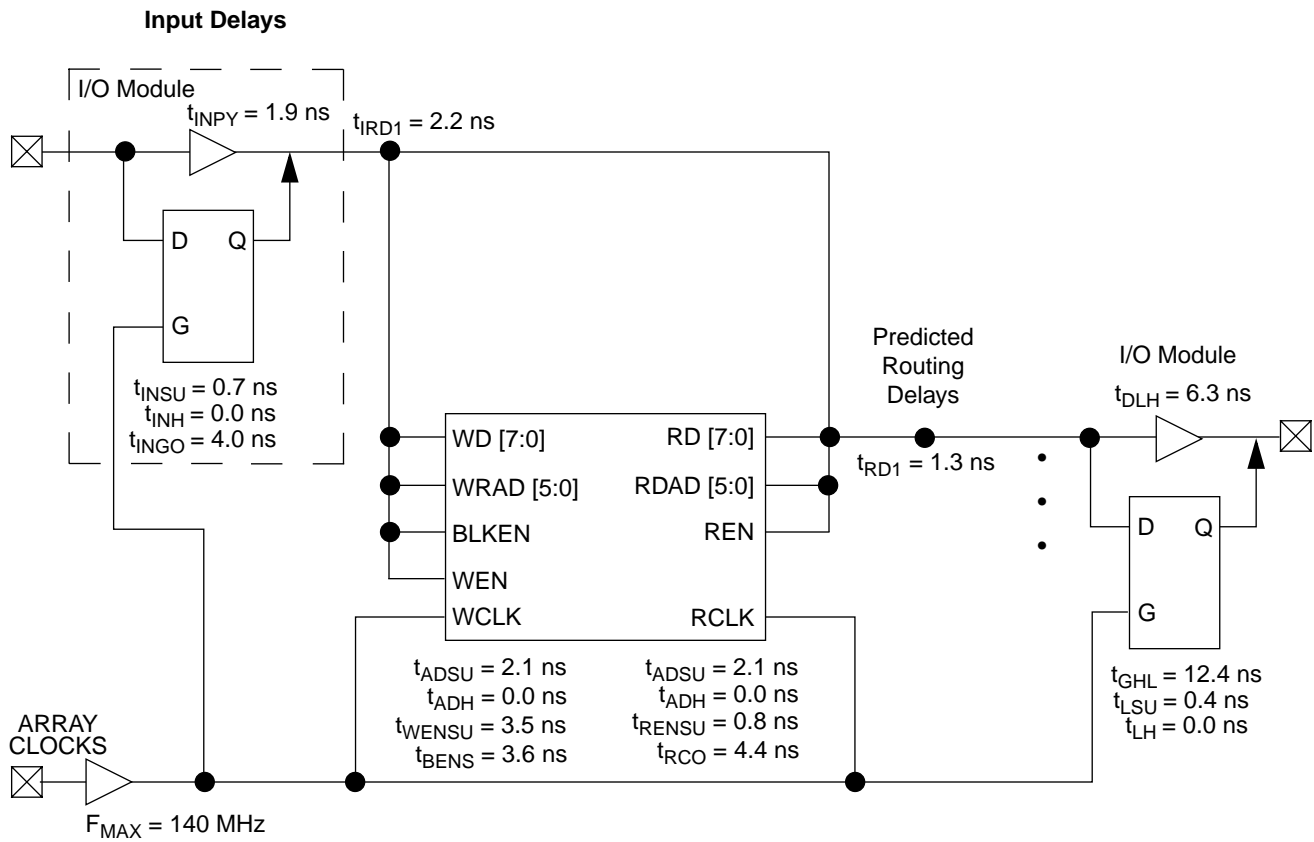 Input Delays
I/O Module
tINPY = 1.9 ns
tIRD1 = 2.2 ns
D Q
G
tINSU = 0.7 ns
tINH = 0.0 ns
tINGO = 4.0 ns
Predicted
Routing
Delays
I/O Module
tDLH = 6.3 ns
WD [7:0] RD [7:0]
tRD1 = 1.3 ns
WRAD [5:0] RDAD [5:0]
BLKEN REN
WEN
WCLK RCLK
D Q
G
tADSU = 2.1 ns
tADH = 0.0 ns
tWENSU = 3.5 ns
tBENS = 3.6 ns
tADSU = 2.1 ns
tADH = 0.0 ns
tRENSU = 0.8 ns
tRCO = 4.4 ns
tGHL = 12.4 ns
tLSU = 0.4 ns
tLH = 0.0 ns
ARRAY
CLOCKS
FMAX = 140 MHz